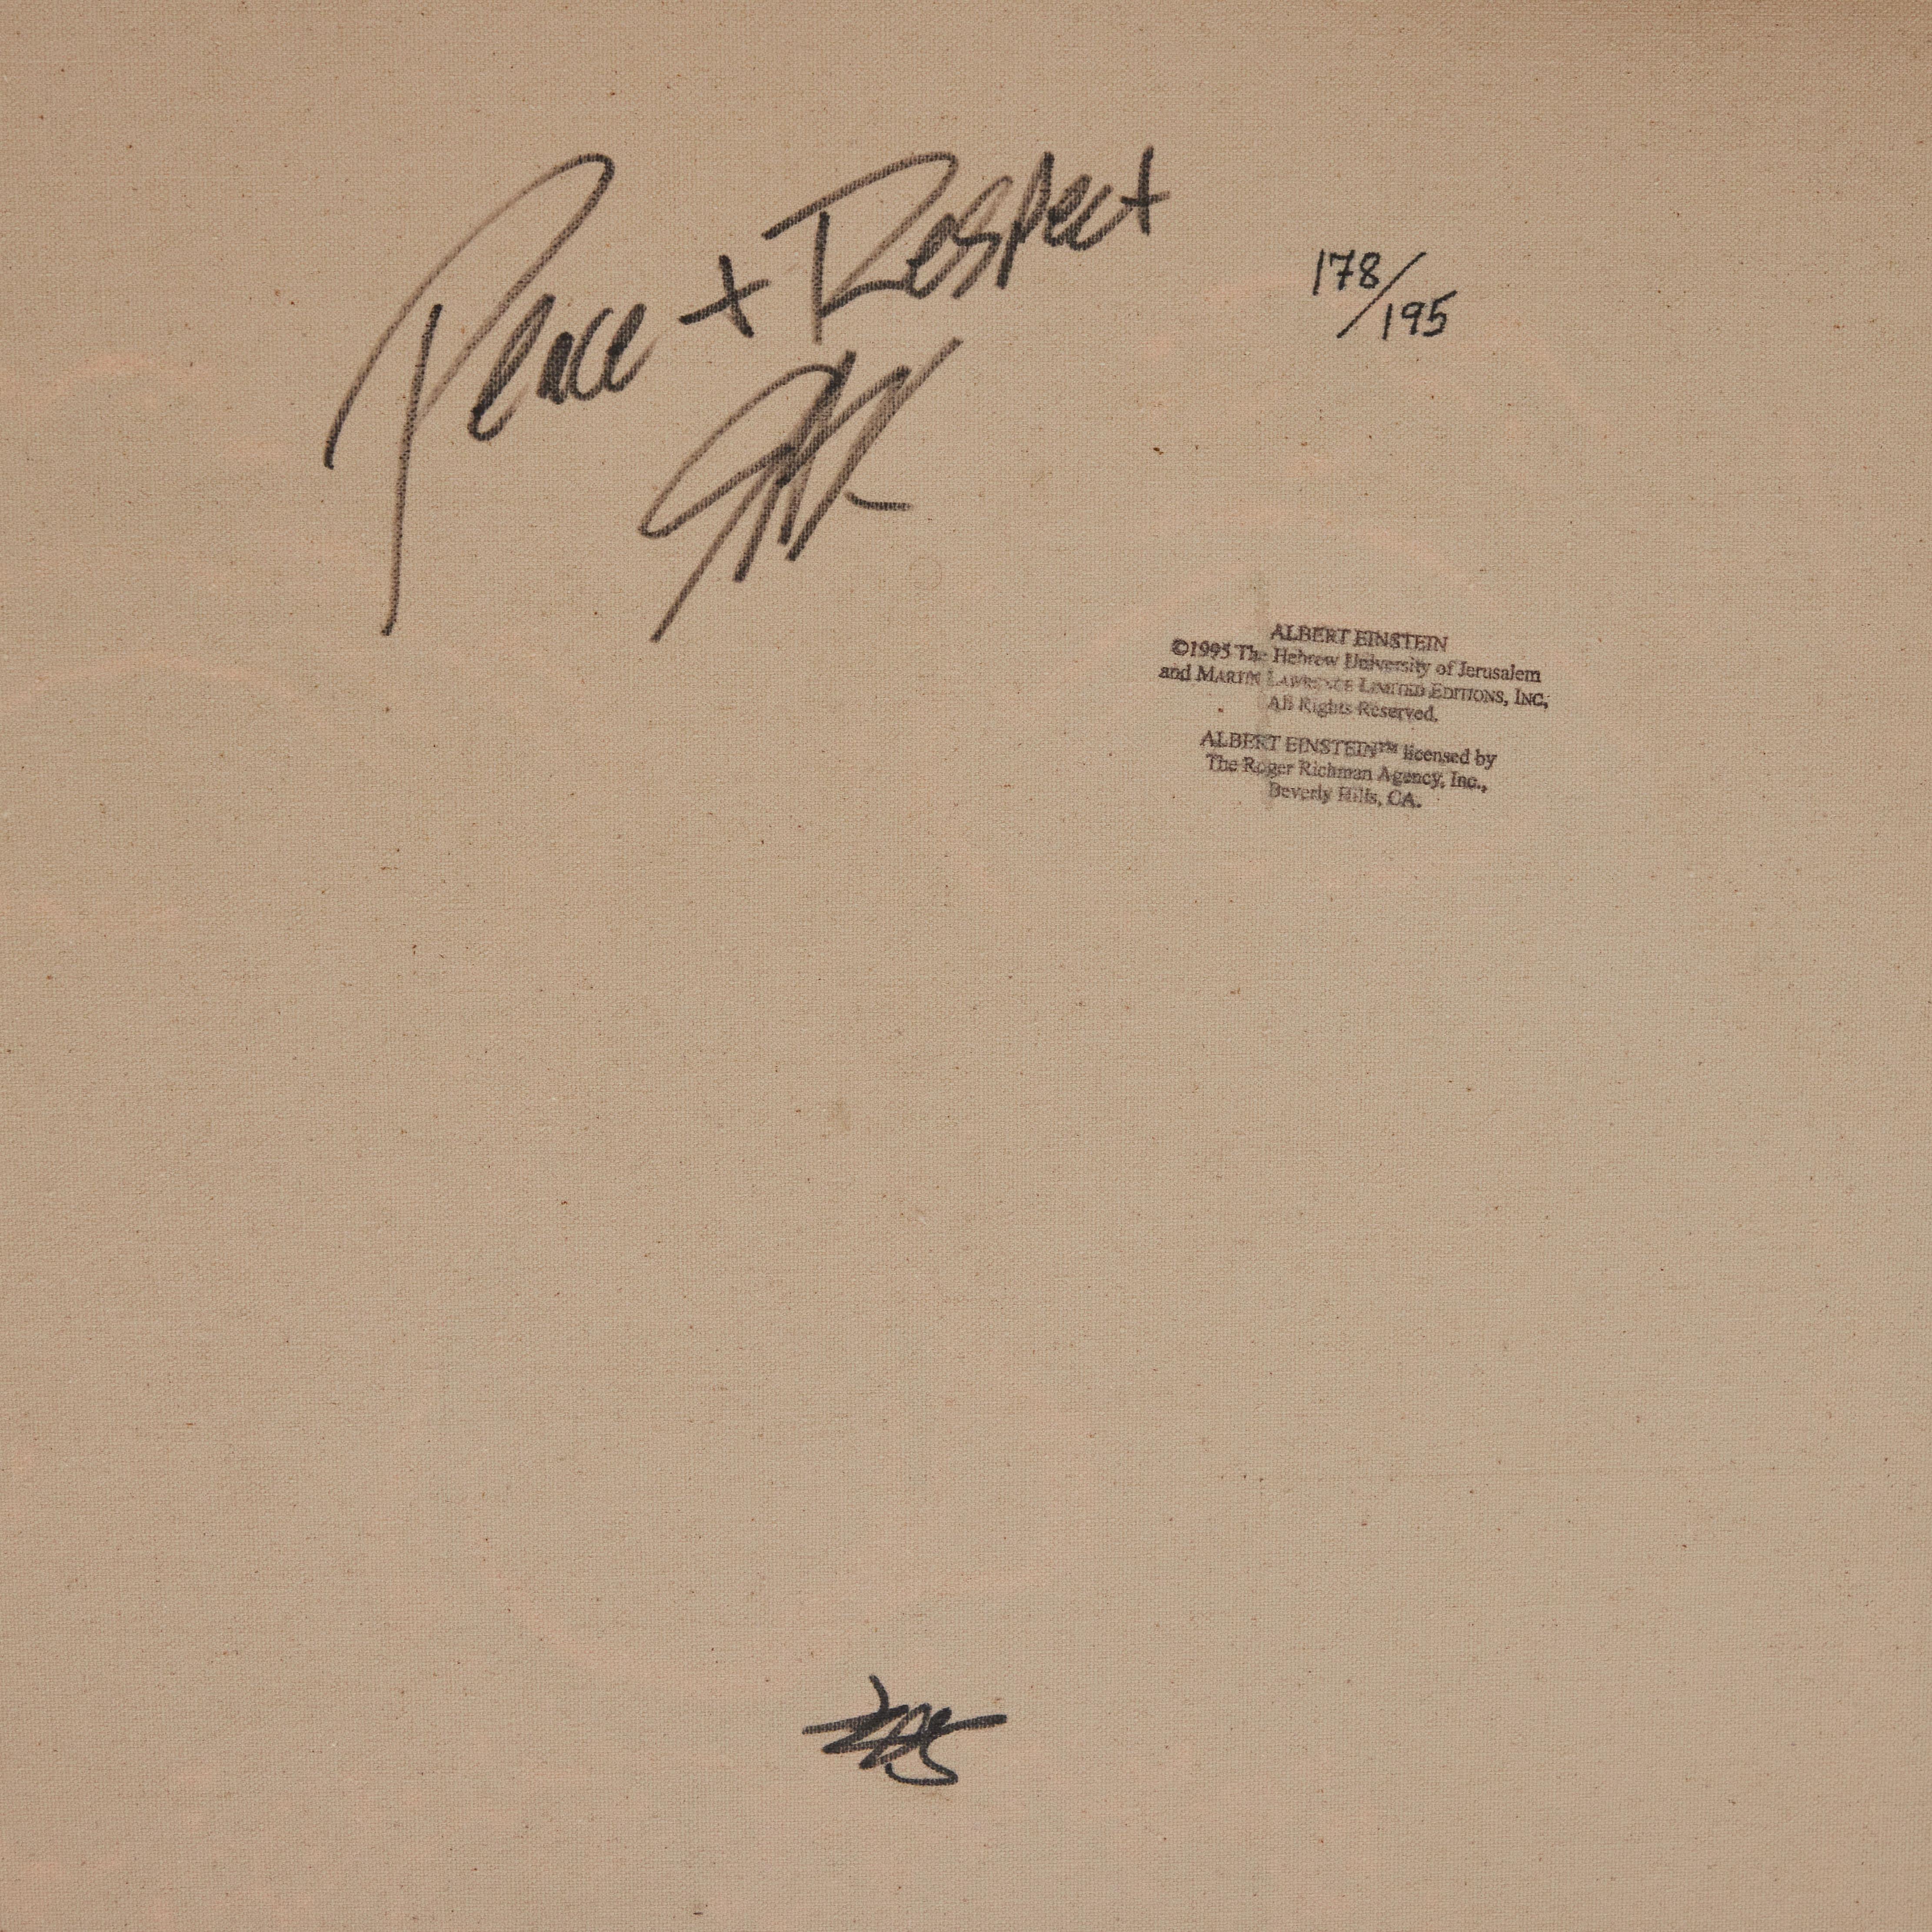 Peace + Respect
178/195
ALBERT EINSTEIN
©1995 The Hebrew University of Jerusalem
and MARTIN LAWRENCE LIMITED EDITIONS, INC,
All Rights Reserved.
ALBERT EINSTEIN™ licensed by
The Roger Richman Agency, Inc.,
Beverly Hills, CA.